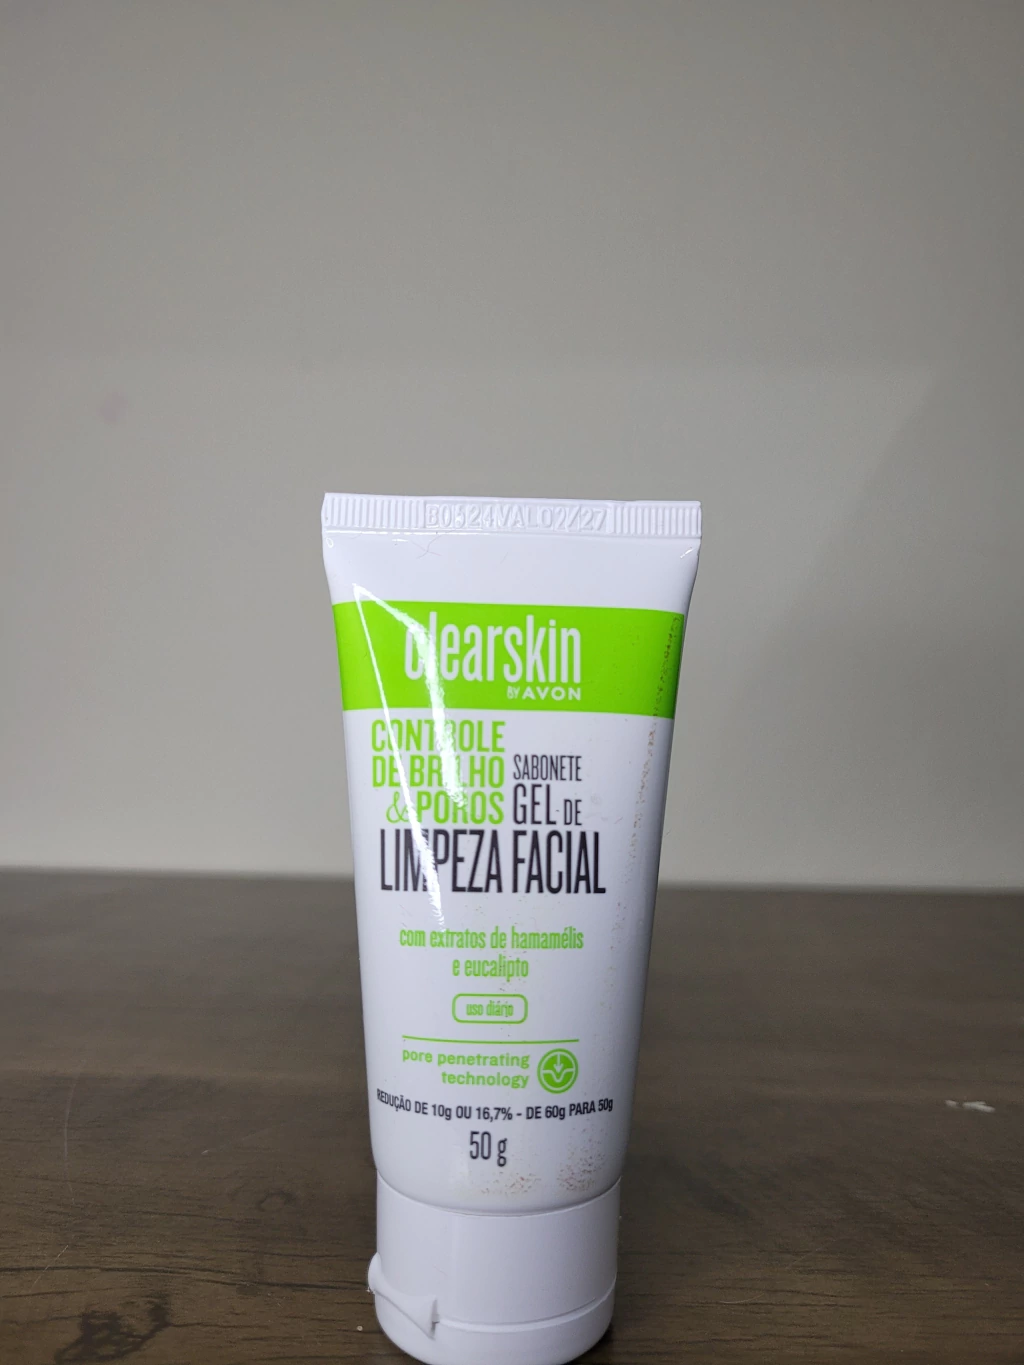 B0524VAL02/27
clearskin
BY AVON
CONTROLE
DE BRILHO
& POROS
SABONETE
GEL DE
LIMPEZA FACIAL
com extratos de hamamélis
e eucalipto
uso diário
pore penetrating
technology
REDUÇÃO DE 10g OU 16,7% - DE 60g PARA 50g
50 g